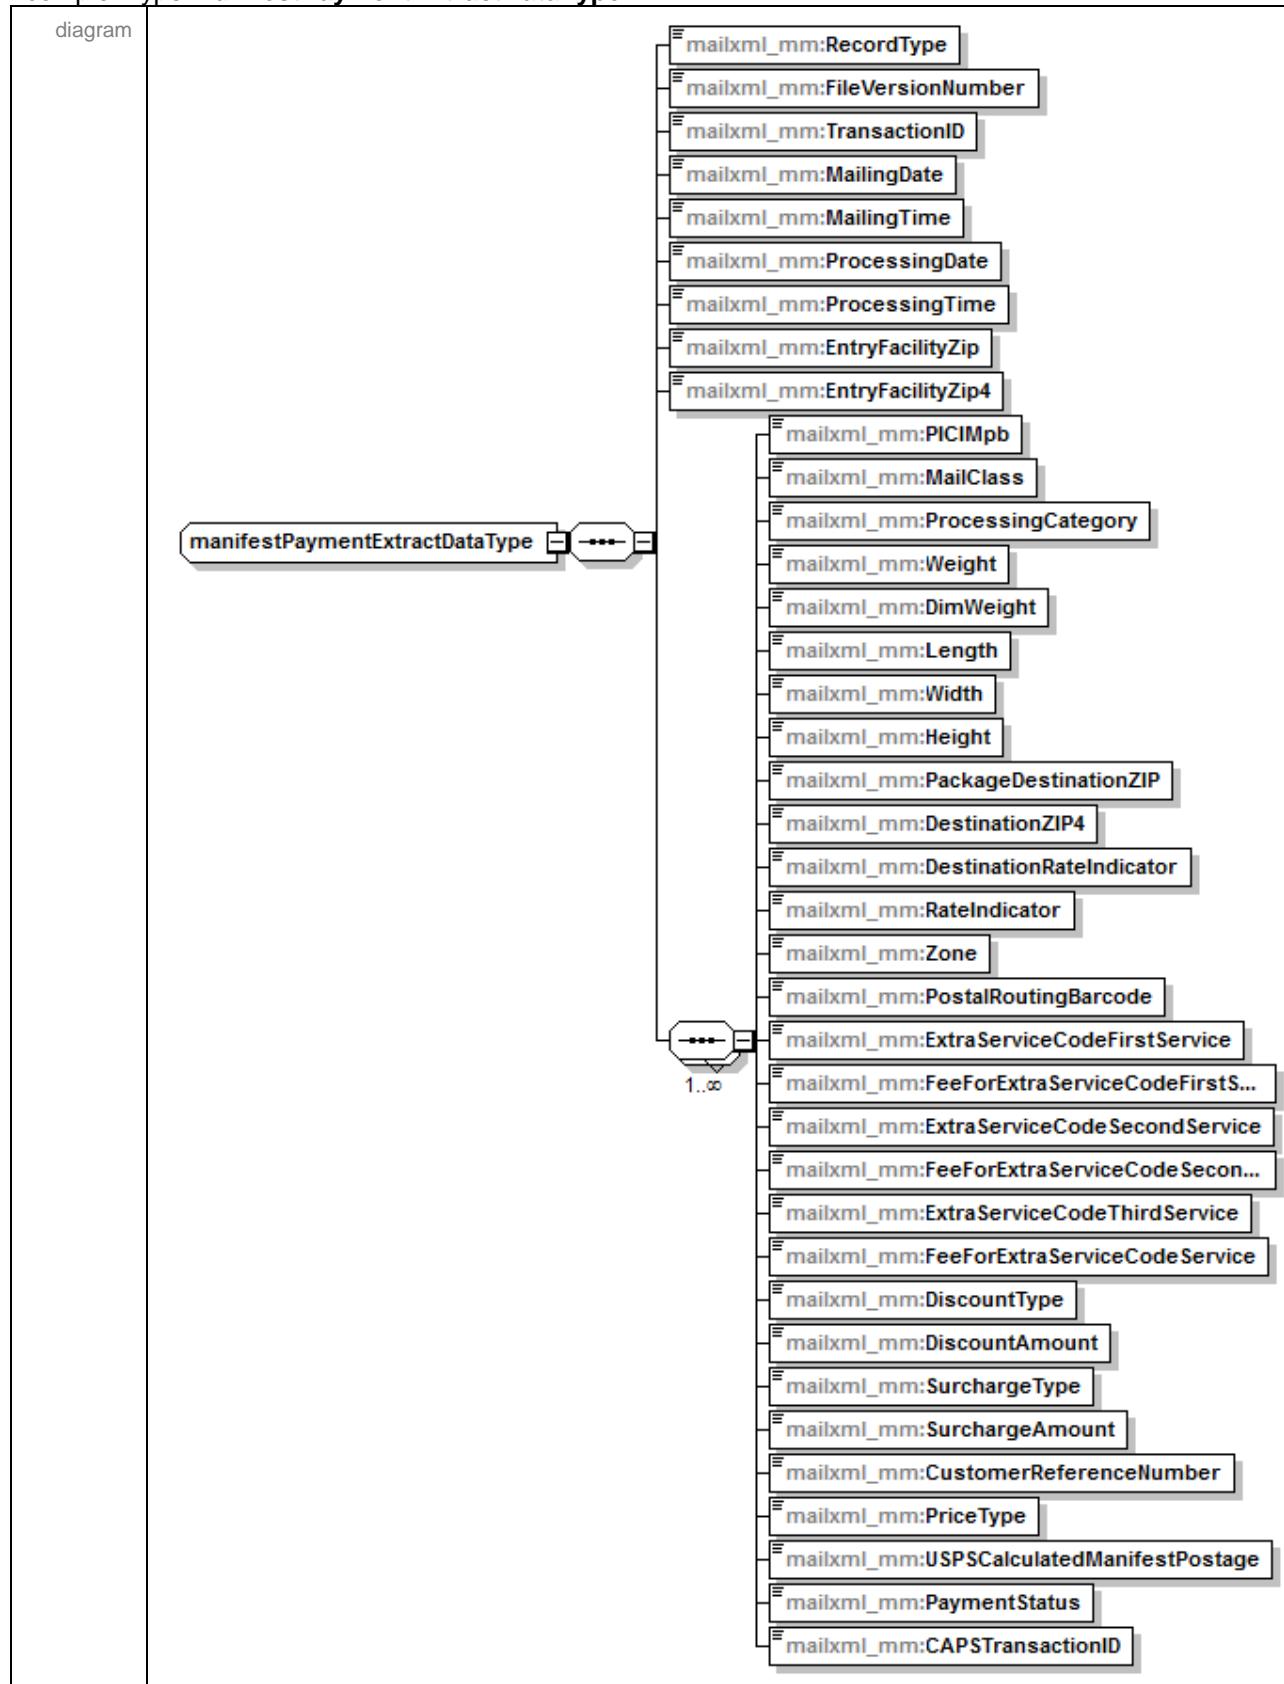 diagram
mailxml_mm:RecordType
mailxml_mm:FileVersionNumber
mailxml_mm:TransactionID
mailxml_mm:MailingDate
mailxml_mm:MailingTime
mailxml_mm:ProcessingDate
mailxml_mm:ProcessingTime
mailxml_mm:EntryFacilityZip
mailxml_mm:EntryFacilityZip4
mailxml_mm:PICIMpb
mailxml_mm:MailClass
mailxml_mm:ProcessingCategory
manifestPaymentExtractDataType
mailxml_mm:Weight
mailxml_mm:DimWeight
mailxml_mm:Length
mailxml_mm:Width
mailxml_mm:Height
mailxml_mm:PackageDestinationZIP
mailxml_mm:DestinationZIP4
mailxml_mm:DestinationRateIndicator
mailxml_mm:RateIndicator
mailxml_mm:Zone
mailxml_mm:PostalRoutingBarcode
mailxml_mm:ExtraServiceCodeFirstService
1..∞
mailxml_mm:FeeForExtraServiceCodeFirstS...
mailxml_mm:ExtraServiceCodeSecondService
mailxml_mm:FeeForExtraServiceCodeSecon...
mailxml_mm:ExtraServiceCodeThirdService
mailxml_mm:FeeForExtraServiceCodeService
mailxml_mm:DiscountType
mailxml_mm:DiscountAmount
mailxml_mm:SurchargeType
mailxml_mm:SurchargeAmount
mailxml_mm:CustomerReferenceNumber
mailxml_mm:PriceType
mailxml_mm:USPSCalculatedManifestPostage
mailxml_mm:PaymentStatus
mailxml_mm:CAPSTransactionID